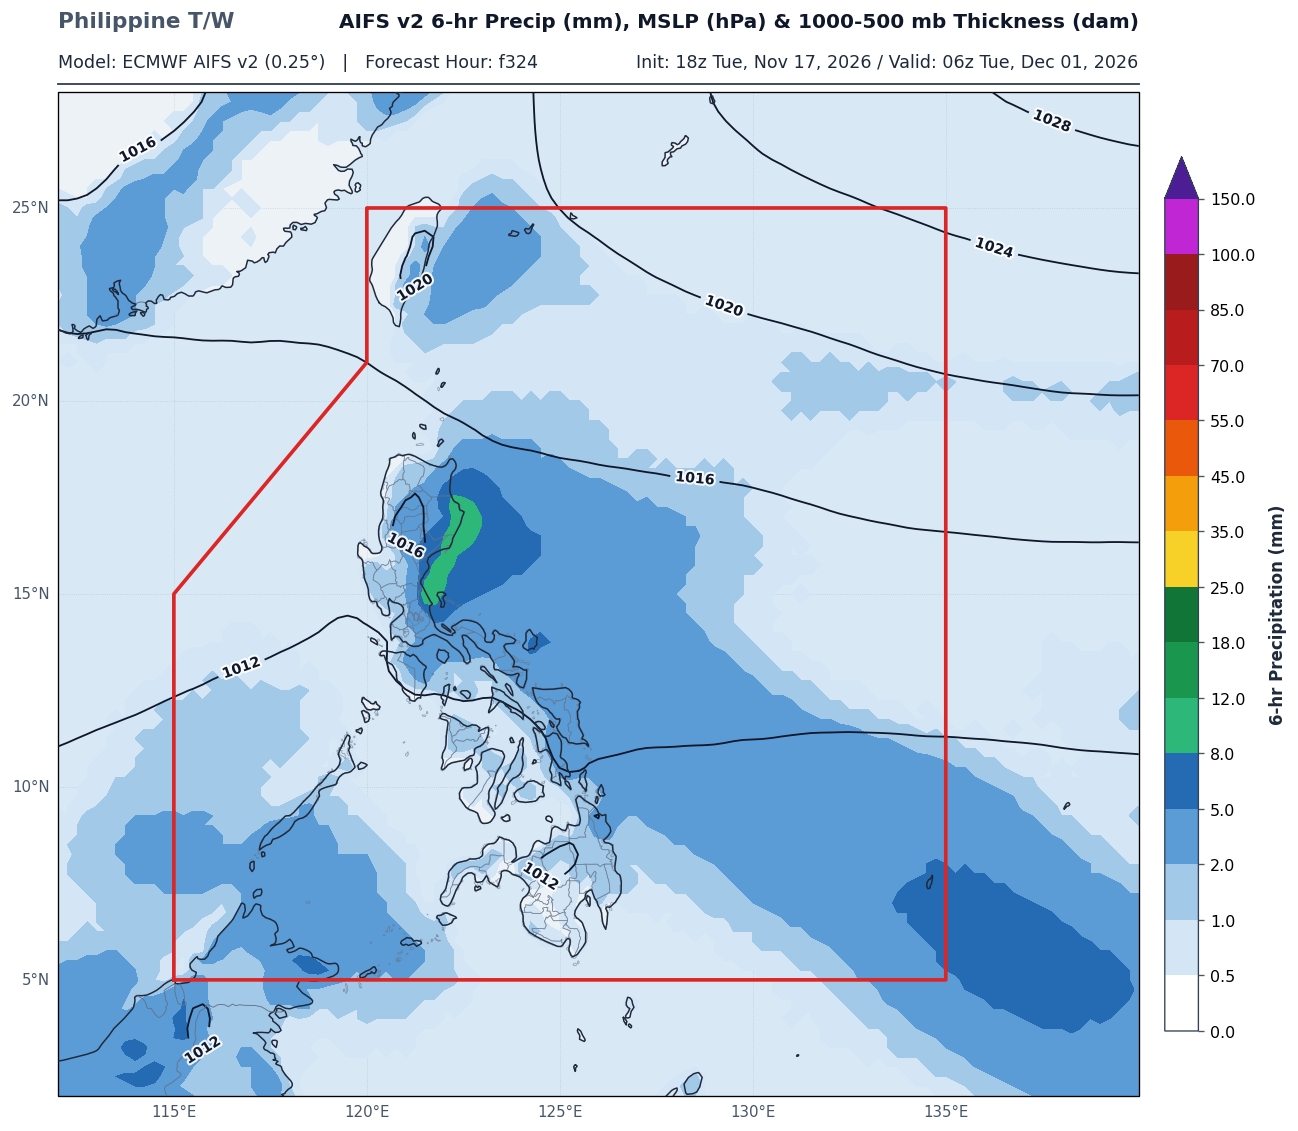 Philippine T/W
AIFS v2 6-hr Precip (mm), MSLP (hPa) & 1000-500 mb Thickness (dam)
Model: ECMWF AIFS v2 (0.25°) | Forecast Hour: f324
Init: 18z Tue, Nov 17, 2026 / Valid: 06z Tue, Dec 01, 2026
1028
1016
1024
1020
1020
1016
1016
1012
1012
1012
25°N
20°N
15°N
10°N
5°N
115°E
120°E
125°E
130°E
135°E
150.0
100.0
85.0
70.0
55.0
45.0
35.0
25.0
18.0
12.0
8.0
5.0
2.0
1.0
0.5
0.0
6-hr Precipitation (mm)